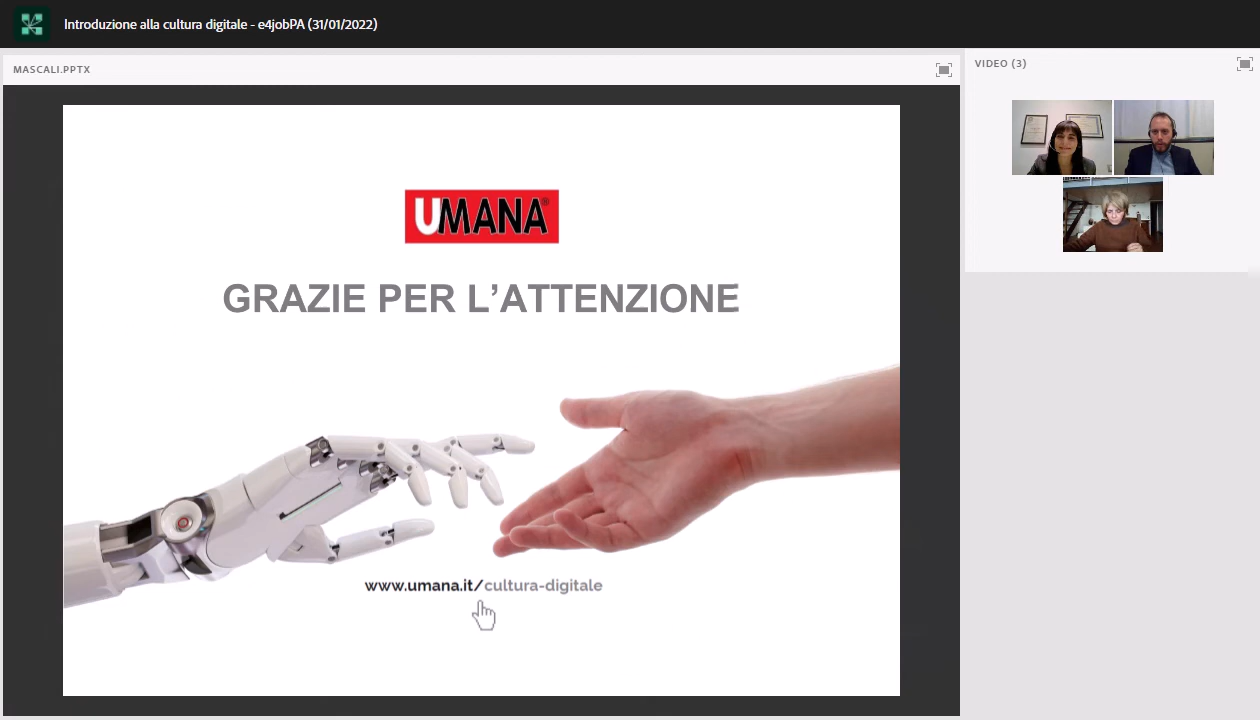 Introduzione alla cultura digitale - e4jobPA (31/01/2022)
MASCALI.PPTX
VIDEO (3)
UMANA®
GRAZIE PER L’ATTENZIONE
www.umana.it/cultura-digitale